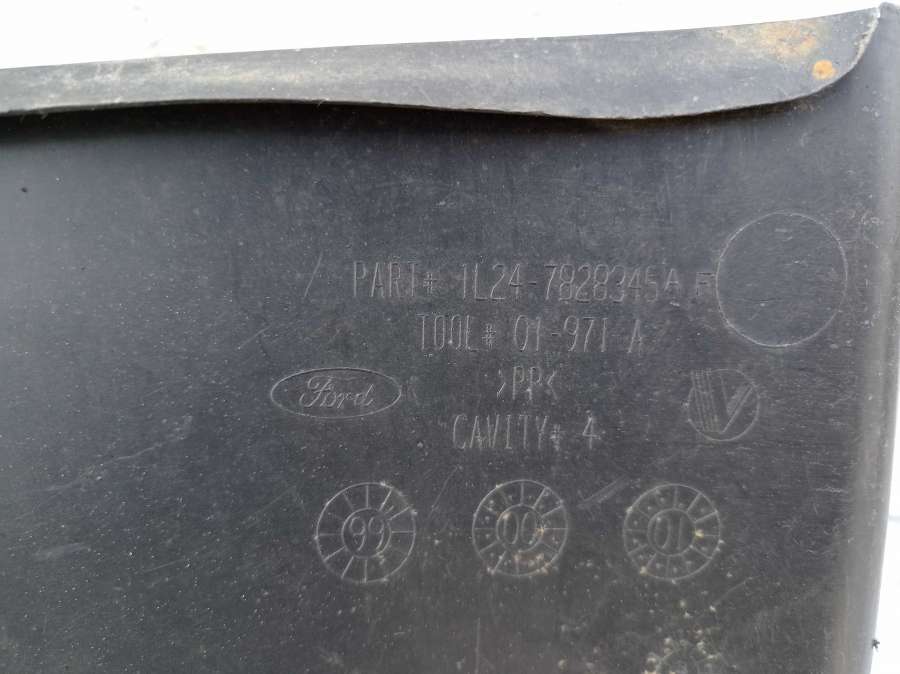 PART# 1L24-7828345A F
TOOL# 01-971 A
Ford
>PP<
V
CAVITY# 4
99
00
01